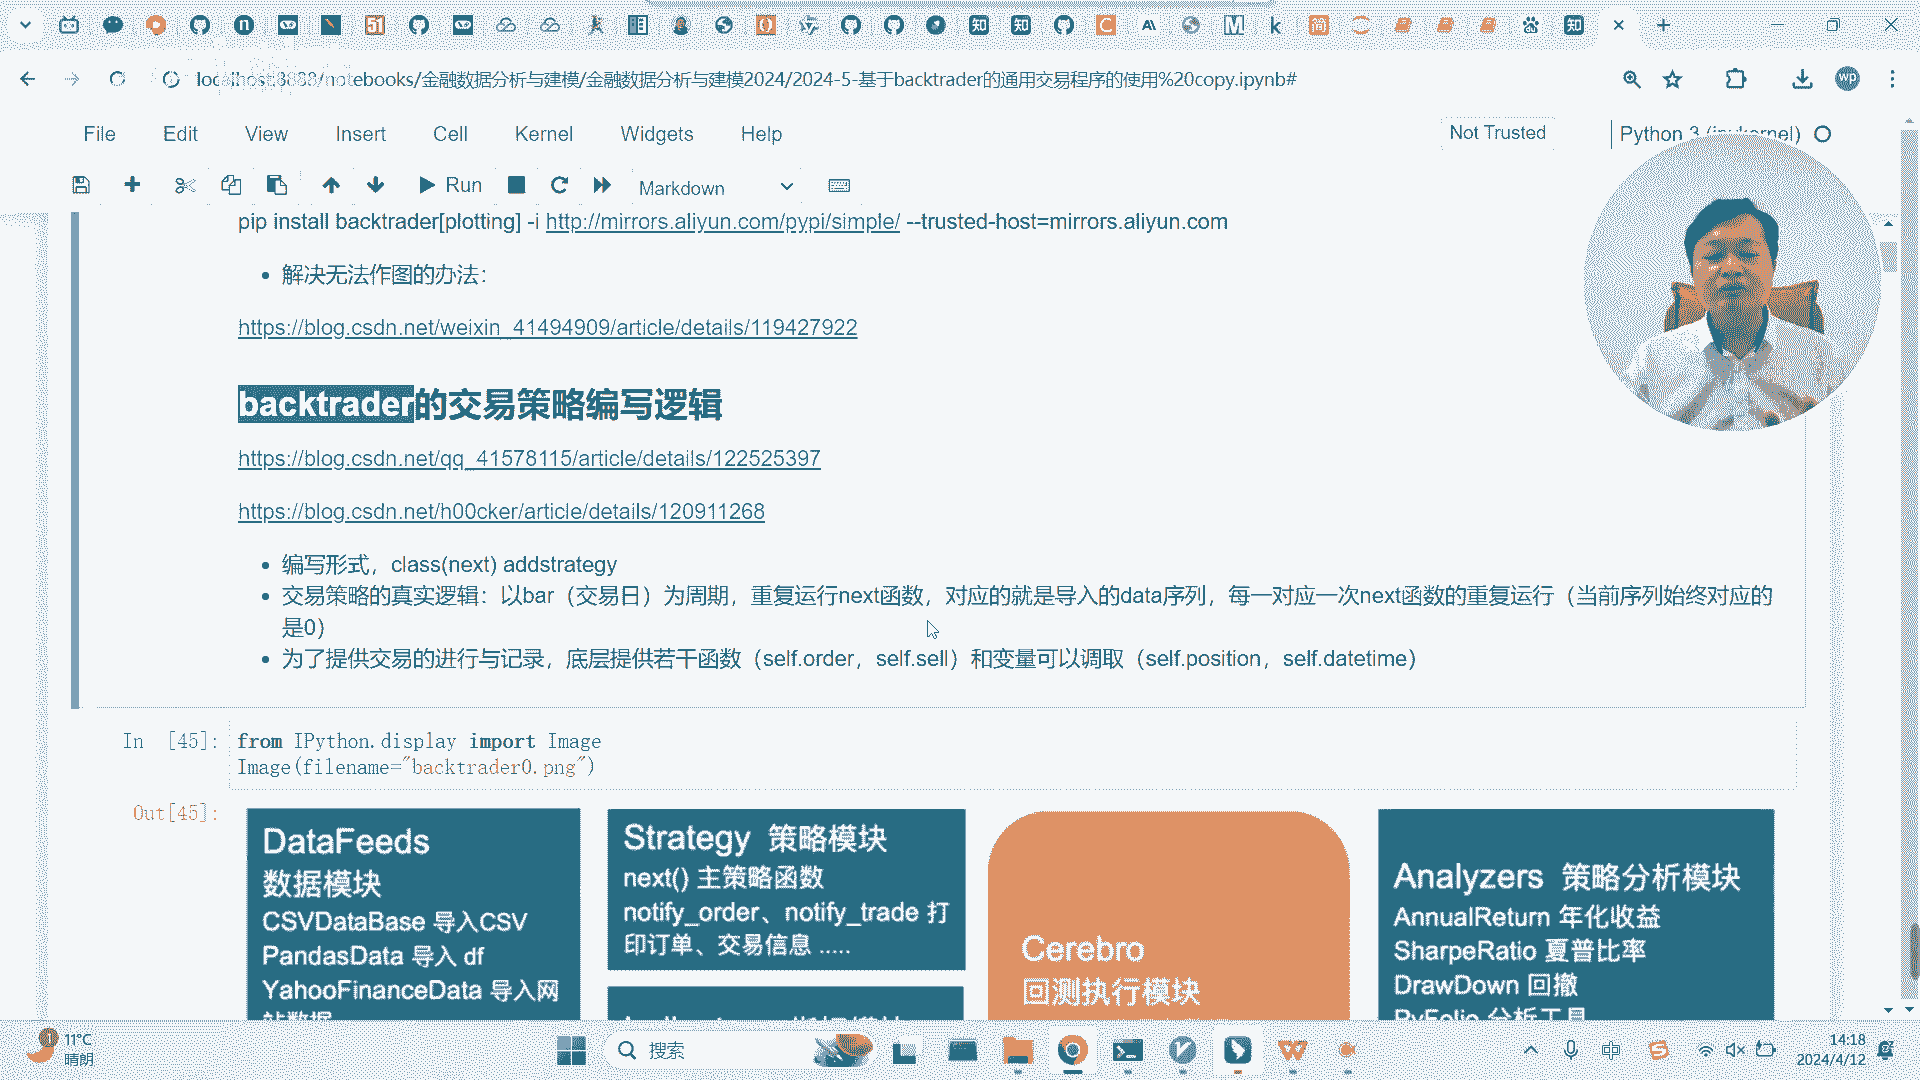 localhost:8888/notebooks/金融数据分析与建模/金融数据分析与建模2024/2024-5-基于backtrader的通用交易程序的使用%20copy.ipynb#
wp
File Edit View Insert Cell Kernel Widgets Help
Not Trusted
Python 3 (ipykernel)
Run
Markdown
pip install backtrader[plotting] -i http://mirrors.aliyun.com/pypi/simple/ --trusted-host=mirrors.aliyun.com
解决无法作图的办法：
https://blog.csdn.net/weixin_41494909/article/details/119427922
backtrader的交易策略编写逻辑
https://blog.csdn.net/qq_41578115/article/details/122525397
https://blog.csdn.net/h00cker/article/details/120911268
编写形式，class(next) addstrategy
交易策略的真实逻辑：以bar（交易日）为周期，重复运行next函数，对应的就是导入的data序列，每一对应一次next函数的重复运行（当前序列始终对应的
是0）
为了提供交易的进行与记录，底层提供若干函数（self.order，self.sell）和变量可以调取（self.position，self.datetime）
In [45]:
from IPython.display import Image
Image(filename="backtrader0.png")
Out[45]:
DataFeeds
数据模块
CSVDataBase 导入CSV
PandasData 导入 df
YahooFinanceData 导入网
站数据
Strategy 策略模块
next() 主策略函数
notify_order、notify_trade 打
印订单、交易信息 .....
Cerebro
回测执行模块
Analyzers 策略分析模块
AnnualReturn 年化收益
SharpeRatio 夏普比率
DrawDown 回撤
PyFolio 分析工具
11°C
晴朗
搜索
中
14:18
2024/4/12